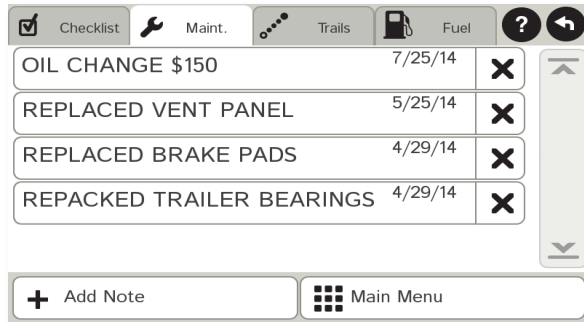 Checklist Maint. Trails Fuel ?
OIL CHANGE $150 7/25/14
REPLACED VENT PANEL 5/25/14
REPLACED BRAKE PADS 4/29/14
REPACKED TRAILER BEARINGS 4/29/14
Add Note Main Menu